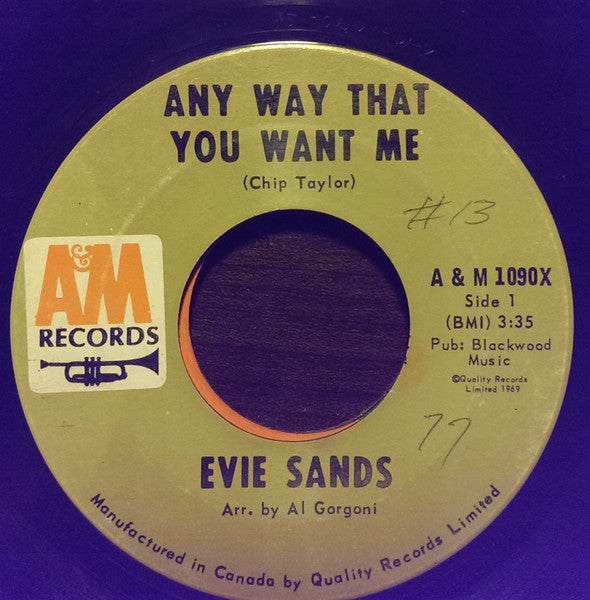 ANY WAY THAT
YOU WANT ME
(Chip Taylor)
#13
A&M
RECORDS
A & M 1090X
Side 1
(BMI) 3:35
Pub: Blackwood
Music
©Quality Records
Limited 1969
77
EVIE SANDS
Arr. by Al Gorgoni
Manufactured in Canada by Quality Records Limited